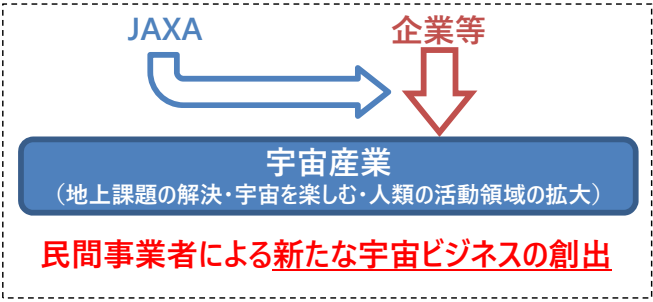 JAXA 企業等
宇宙産業
（地上課題の解決・宇宙を楽しむ・人類の活動領域の拡大）
民間事業者による新たな宇宙ビジネスの創出